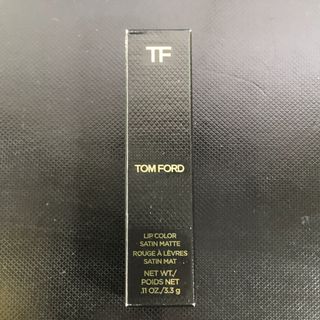 TF
TOM FORD
LIP COLOR
SATIN MATTE
ROUGE À LÈVRES
SATIN MAT
NET WT./
POIDS NET
.11 OZ./3.3 g